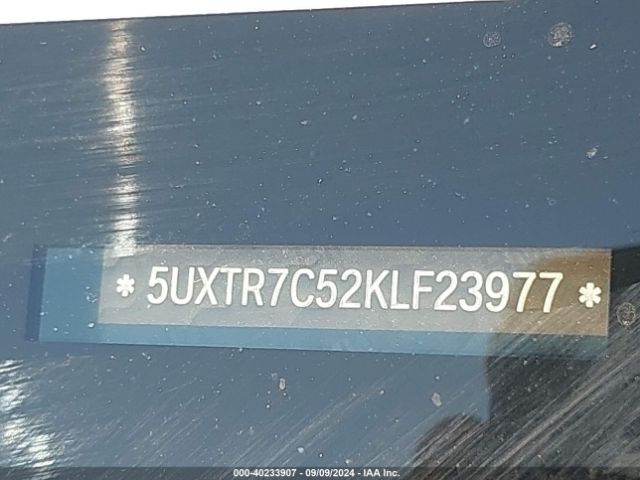 * 5UXTR7C52KLF23977 *
000-40233907 - 09/09/2024 - IAA Inc.